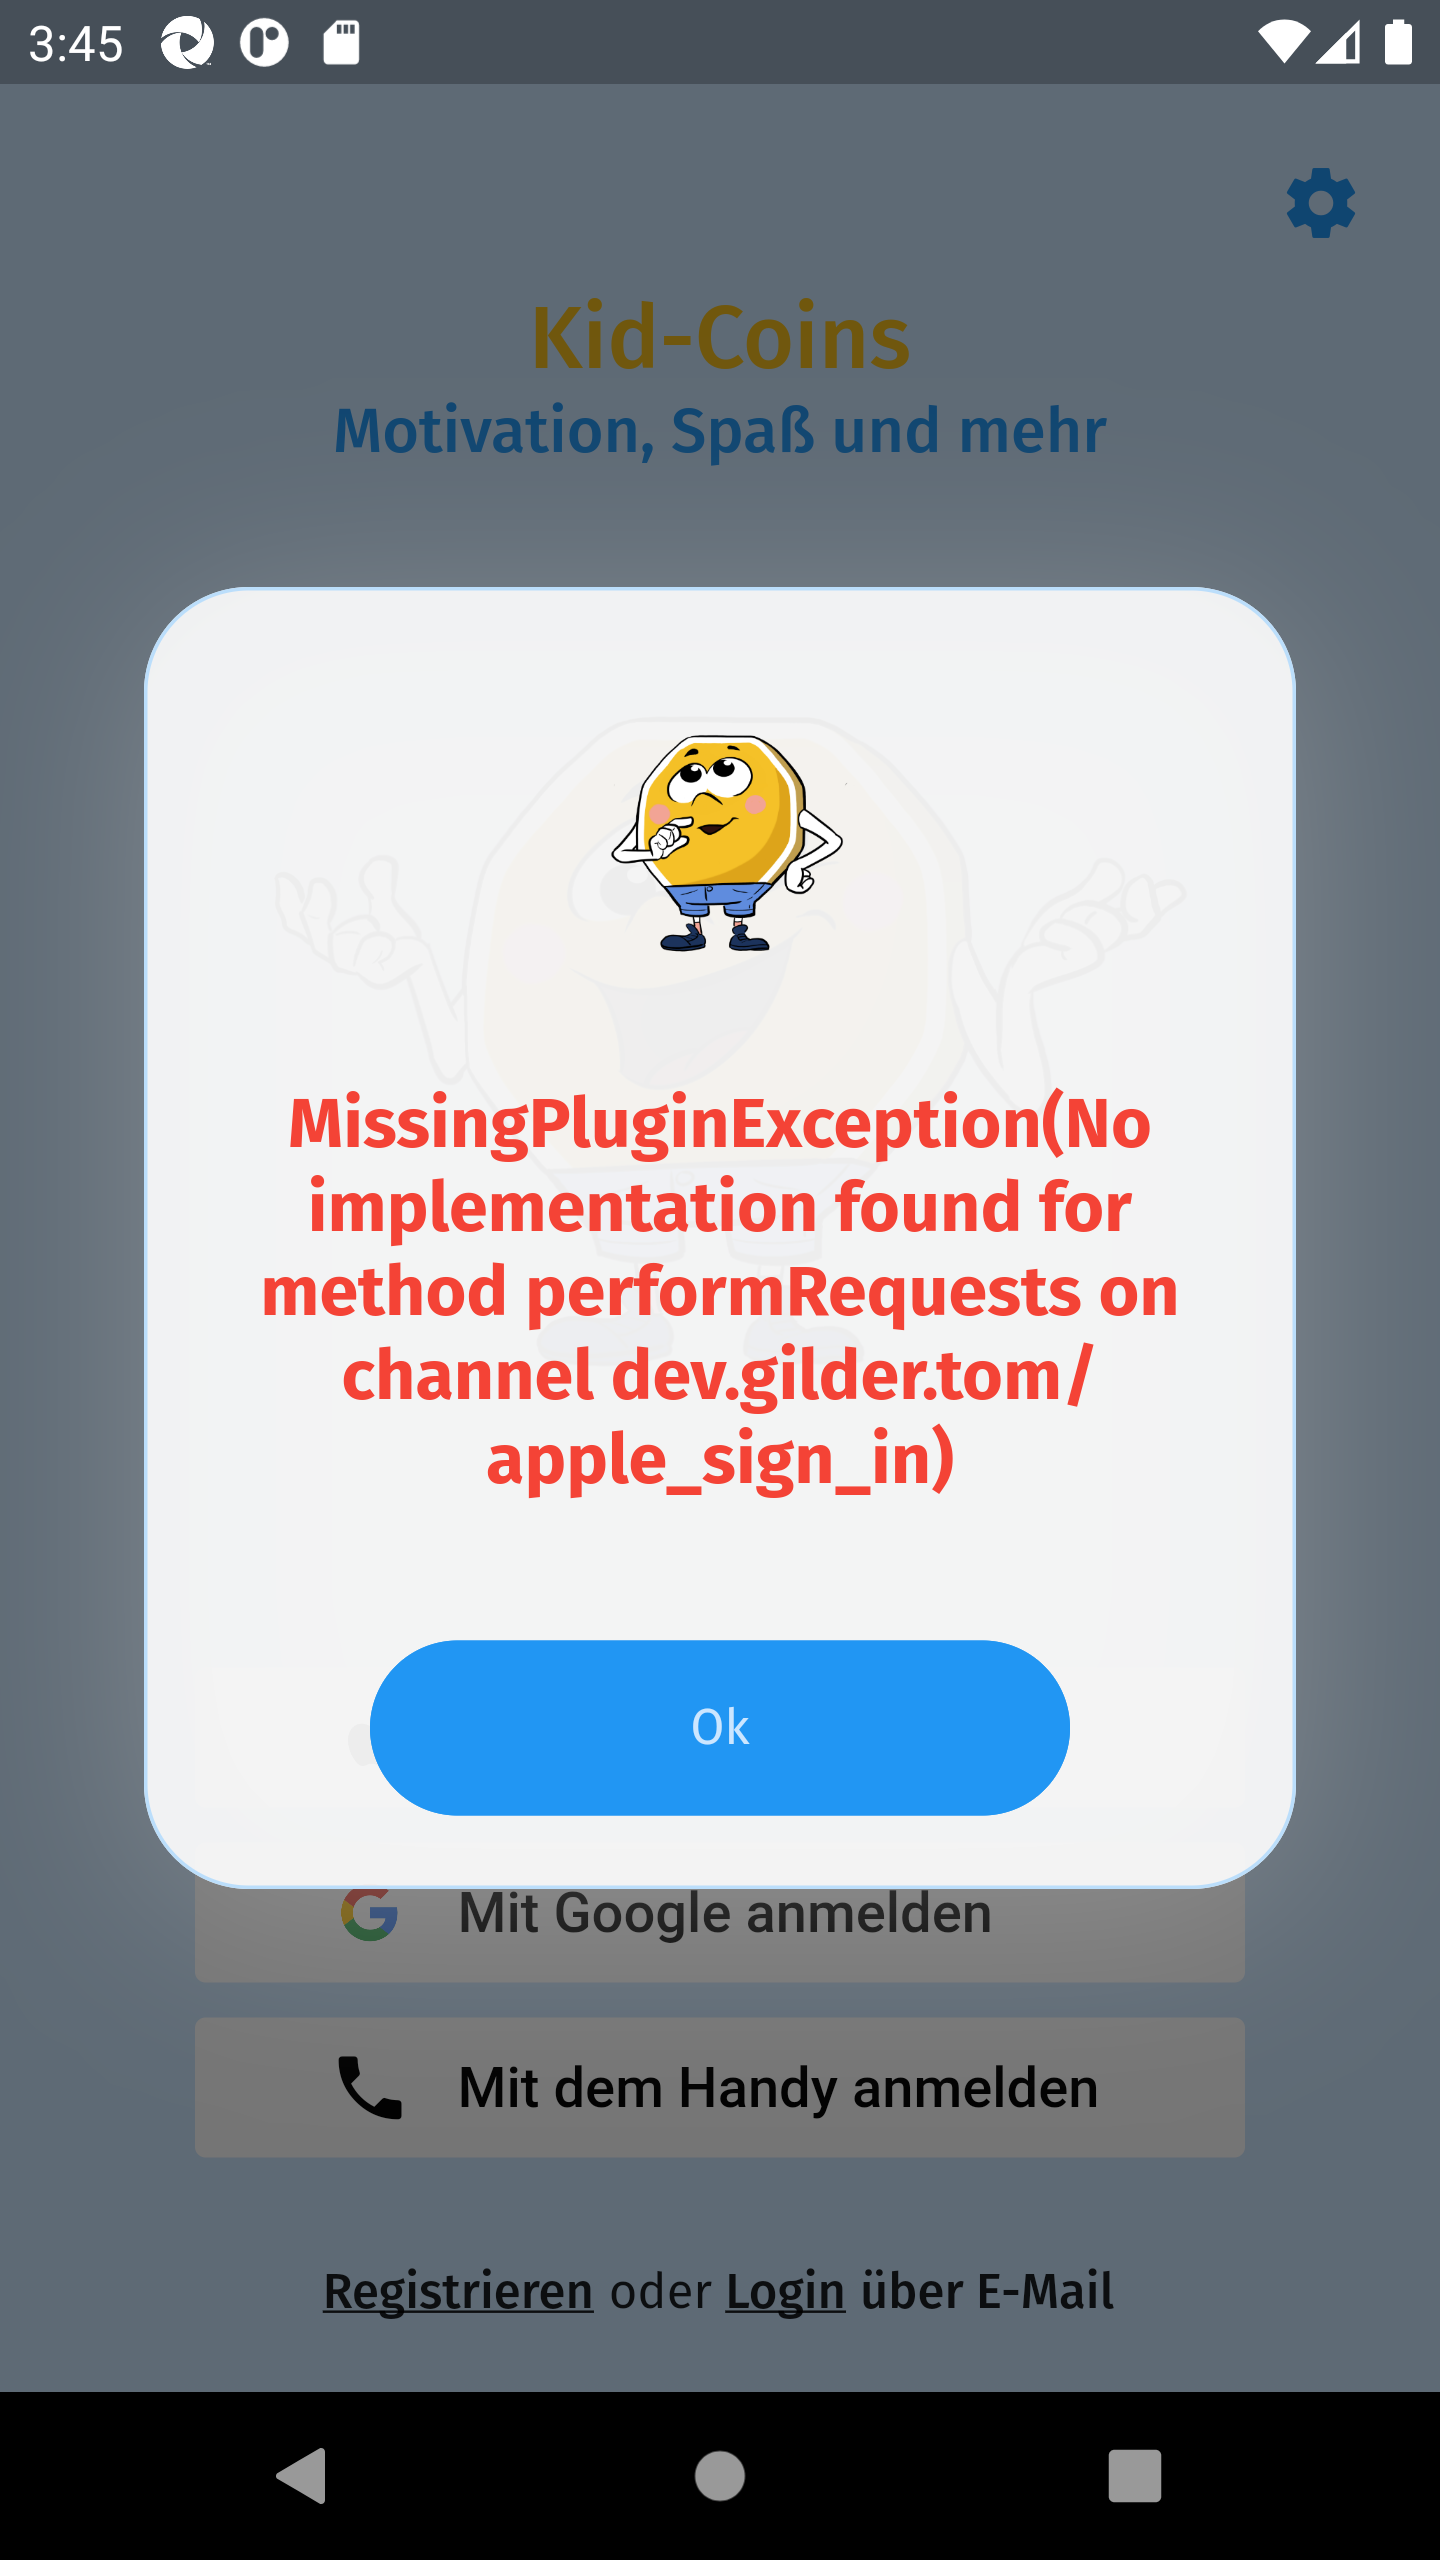 3:45
Kid-Coins
Motivation, Spaß und mehr
MissingPluginException(No
implementation found for
method performRequests on
channel dev.gilder.tom/
apple_sign_in)
Ok
Mit Google anmelden
Mit dem Handy anmelden
Registrieren oder Login über E-Mail